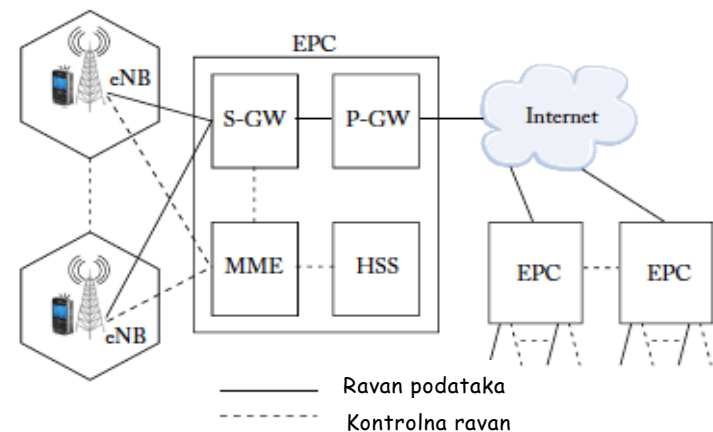 EPC
eNB
S-GW
P-GW
Internet
MME
HSS
eNB
EPC
EPC
Ravan podataka
Kontrolna ravan